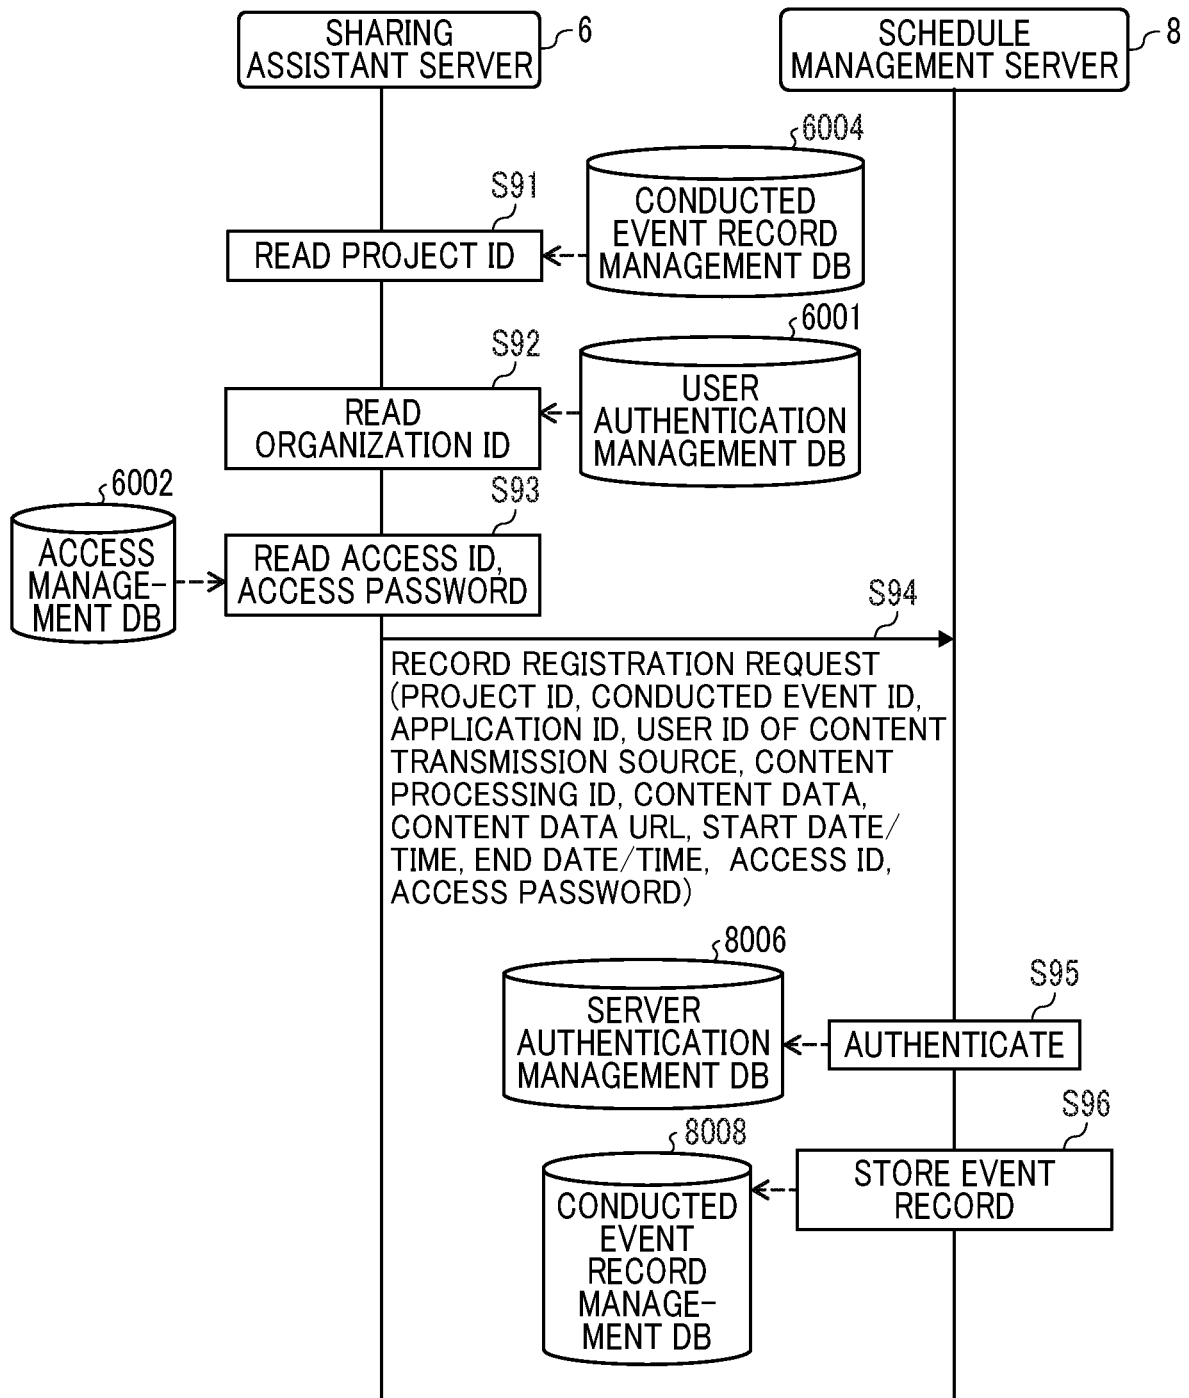 SHARING
ASSISTANT SERVER
6
SCHEDULE
MANAGEMENT SERVER
8
6004
CONDUCTED
EVENT RECORD
MANAGEMENT DB
S91
READ PROJECT ID
6001
USER
AUTHENTICATION
MANAGEMENT DB
S92
READ
ORGANIZATION ID
6002
ACCESS
MANAGE-
MENT DB
S93
READ ACCESS ID,
ACCESS PASSWORD
S94
RECORD REGISTRATION REQUEST
(PROJECT ID, CONDUCTED EVENT ID,
APPLICATION ID, USER ID OF CONTENT
TRANSMISSION SOURCE, CONTENT
PROCESSING ID, CONTENT DATA,
CONTENT DATA URL, START DATE/
TIME, END DATE/TIME, ACCESS ID,
ACCESS PASSWORD)
8006
SERVER
AUTHENTICATION
MANAGEMENT DB
S95
AUTHENTICATE
S96
STORE EVENT
RECORD
8008
CONDUCTED
EVENT
RECORD
MANAGE-
MENT DB